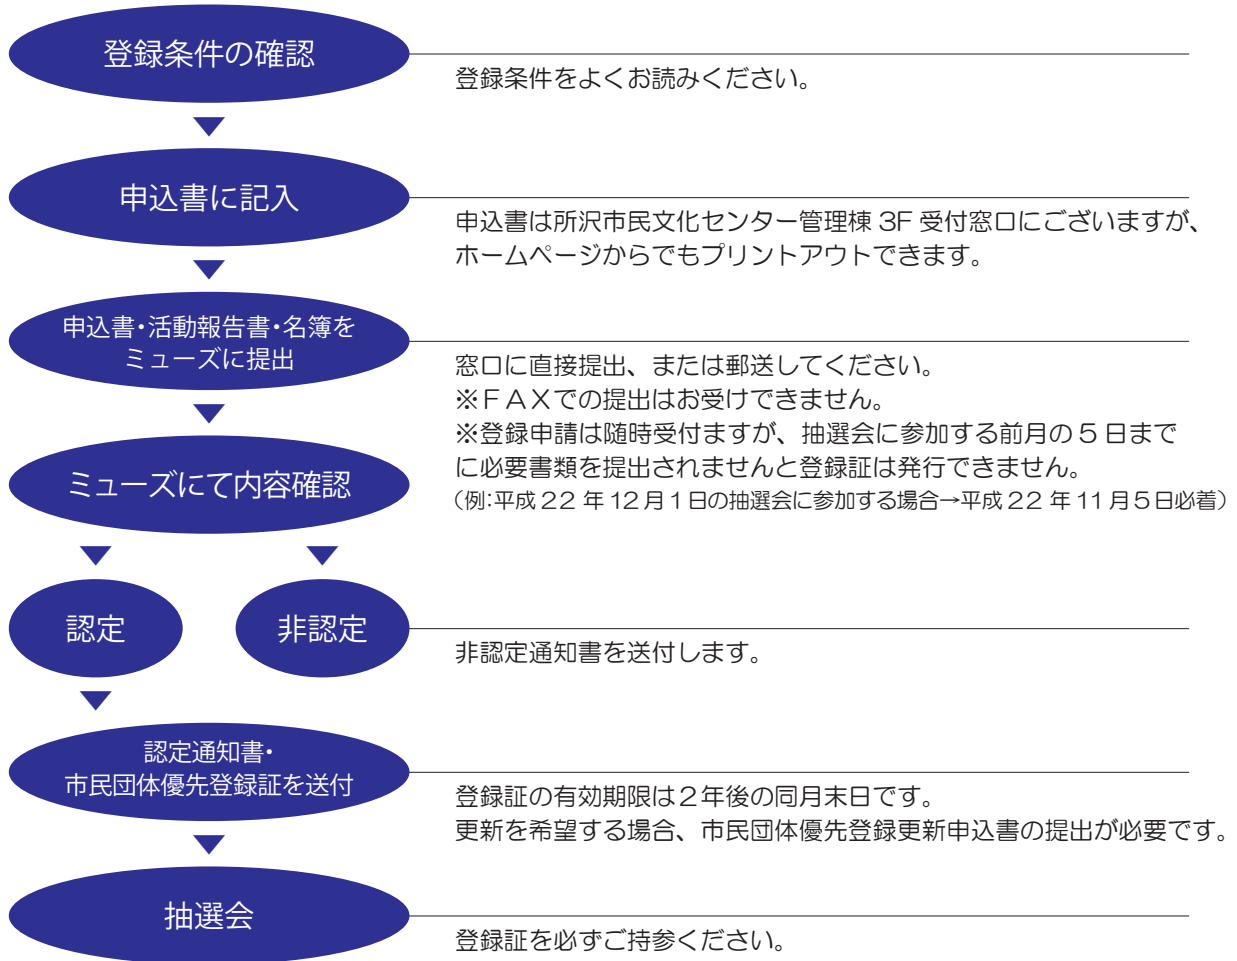 登録条件の確認
登録条件をよくお読みください。
申込書に記入
申込書は所沢市民文化センター管理棟 3F 受付窓口にございますが、
ホームページからでもプリントアウトできます。
申込書・活動報告書・名簿を
ミューズに提出
窓口に直接提出、または郵送してください。
※ＦＡＸでの提出はお受けできません。
※登録申請は随時受付ますが、抽選会に参加する前月の５日まで
に必要書類を提出されませんと登録証は発行できません。
（例：平成２２年 12 月１日の抽選会に参加する場合→平成２２年 11 月５日必着）
ミューズにて内容確認
認定
非認定
非認定通知書を送付します。
認定通知書・
市民団体優先登録証を送付
登録証の有効期限は２年後の同月末日です。
更新を希望する場合、市民団体優先登録更新申込書の提出が必要です。
抽選会
登録証を必ずご持参ください。